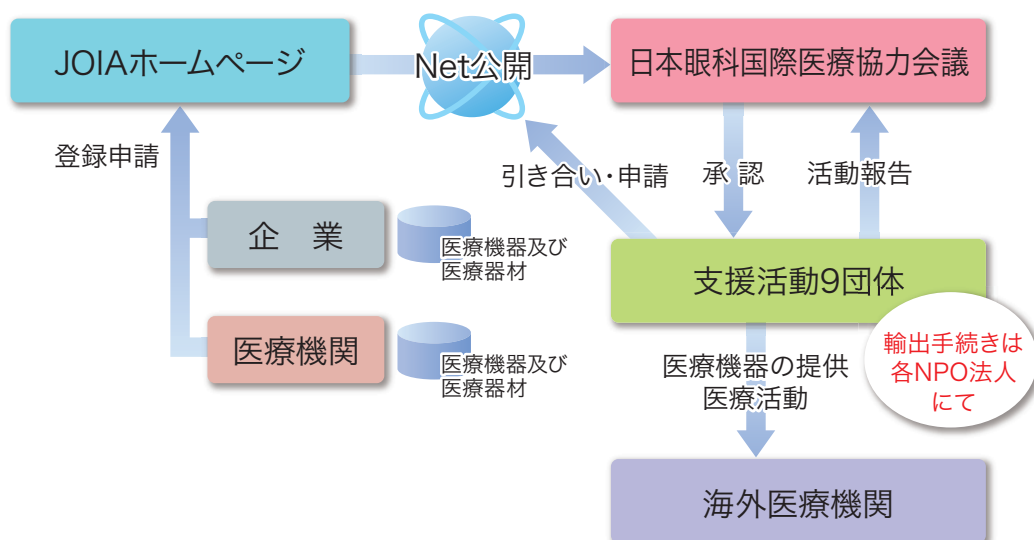 JOIAホームページ
Net公開
日本眼科国際医療協力会議
登録申請
引き合い・申請
承 認
活動報告
企　業
医療機器及び
医療器材
支援活動9団体
医療機関
医療機器及び
医療器材
医療機器の提供
医療活動
輸出手続きは
各NPO法人
にて
海外医療機関